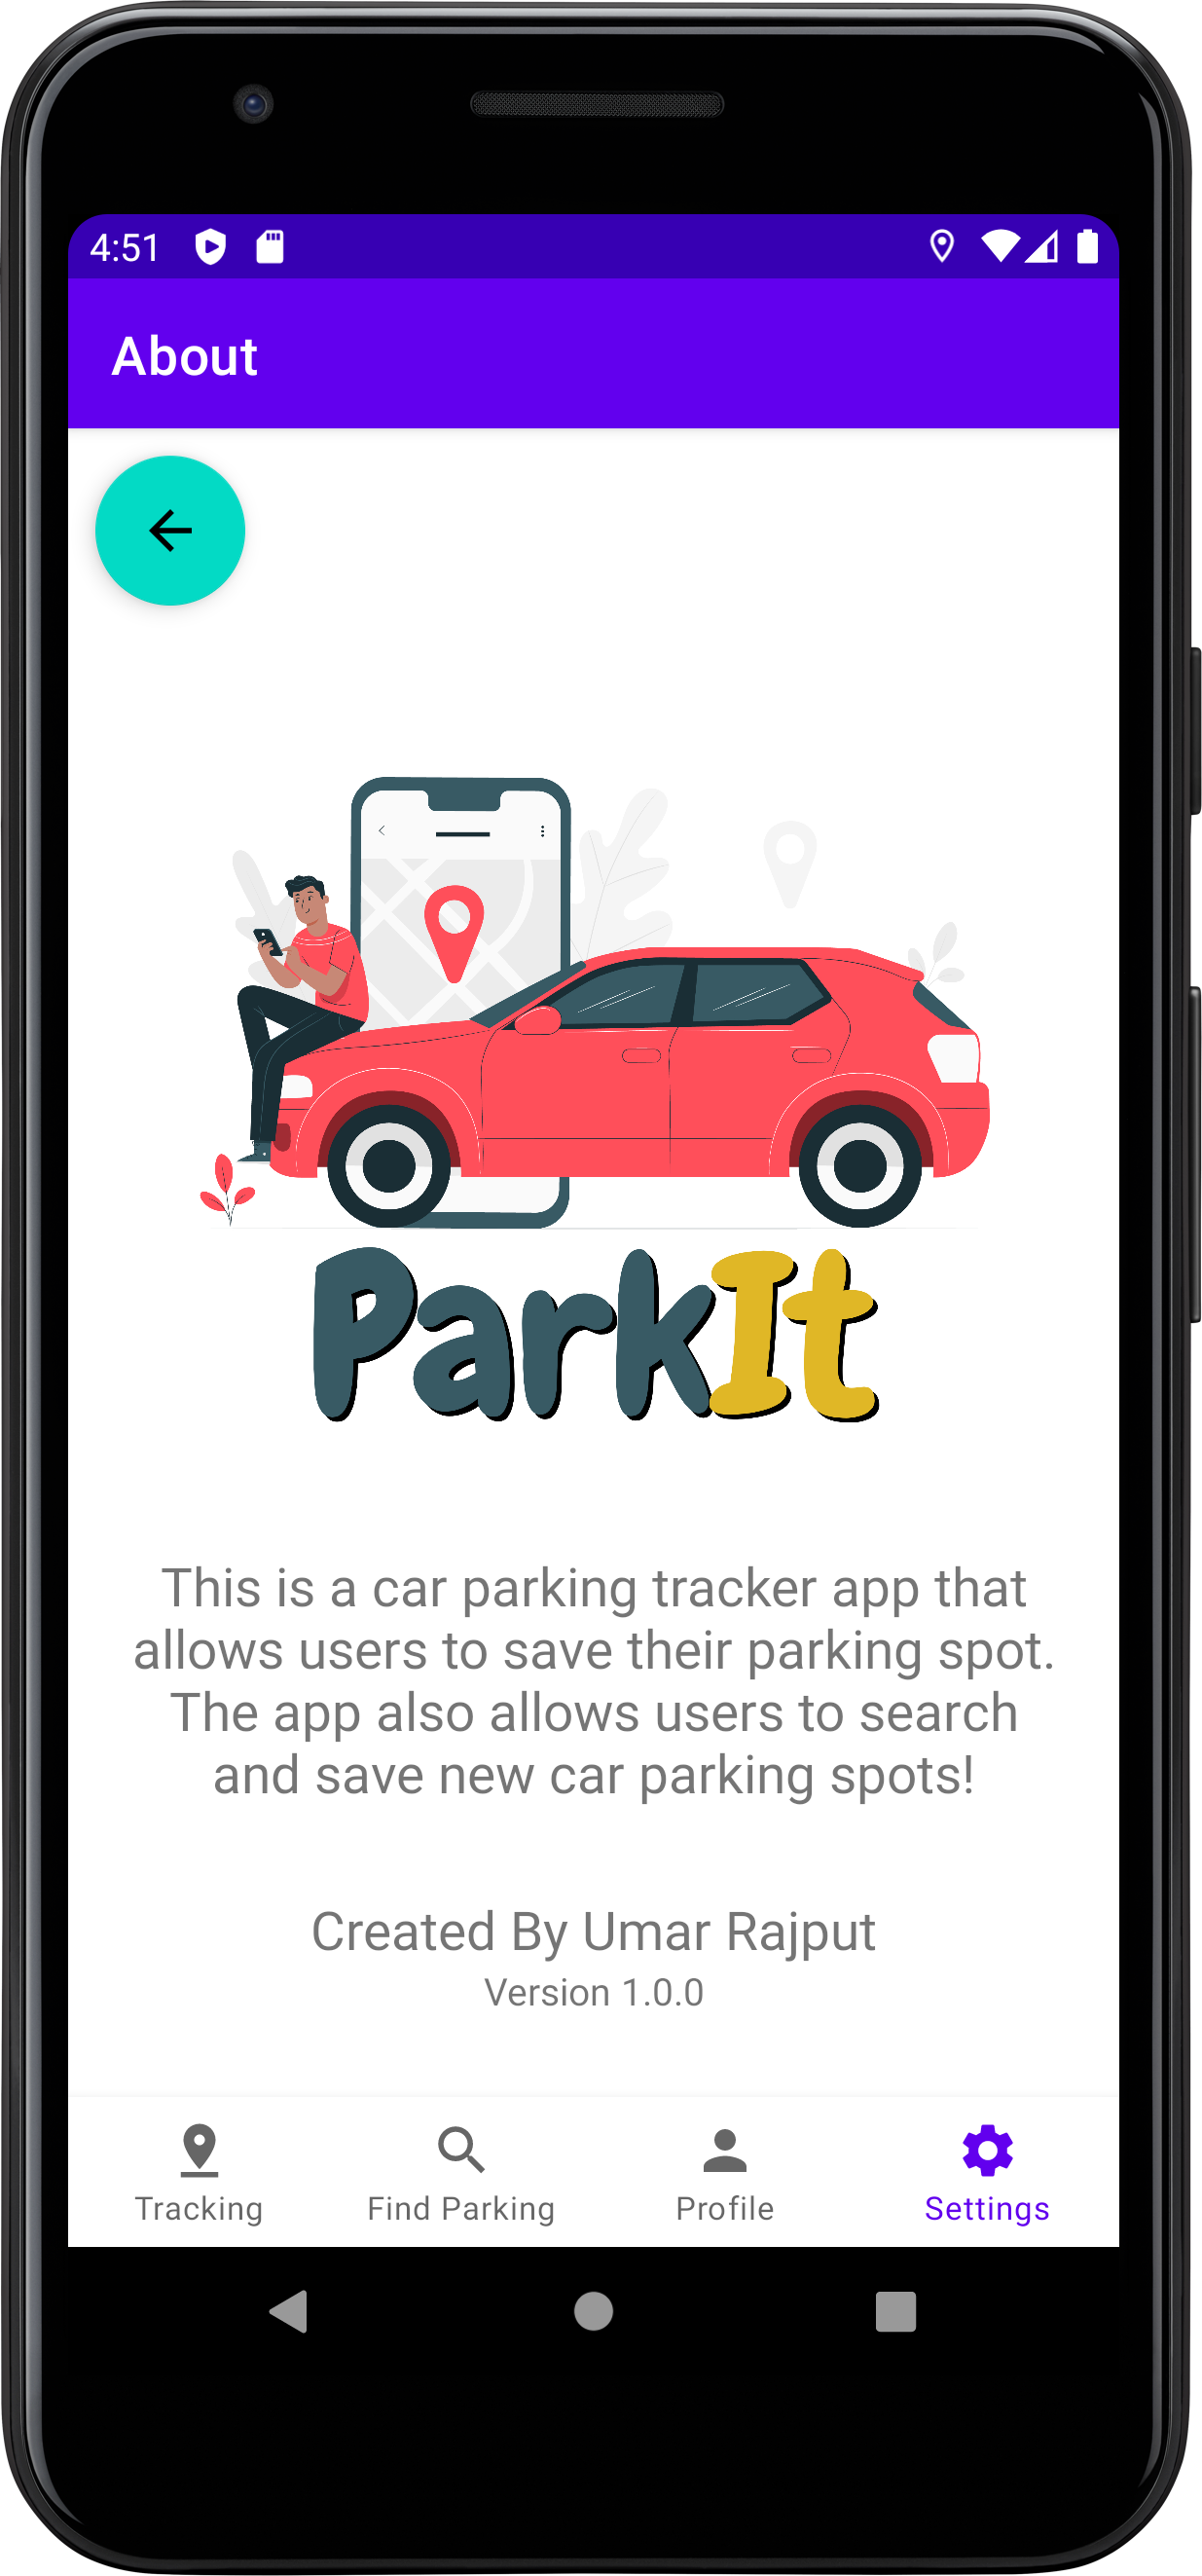 4:51
About
ParkIt
This is a car parking tracker app that
allows users to save their parking spot.
The app also allows users to search
and save new car parking spots!
Created By Umar Rajput
Version 1.0.0
Tracking
Find Parking
Profile
Settings